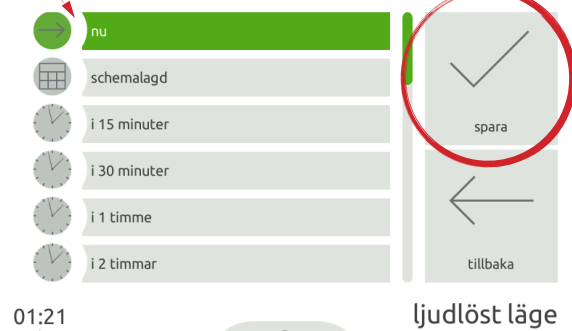 nu
schemalagd
i 15 minuter
i 30 minuter
i 1 timme
i 2 timmar
spara
tillbaka
01:21
ljudlöst läge